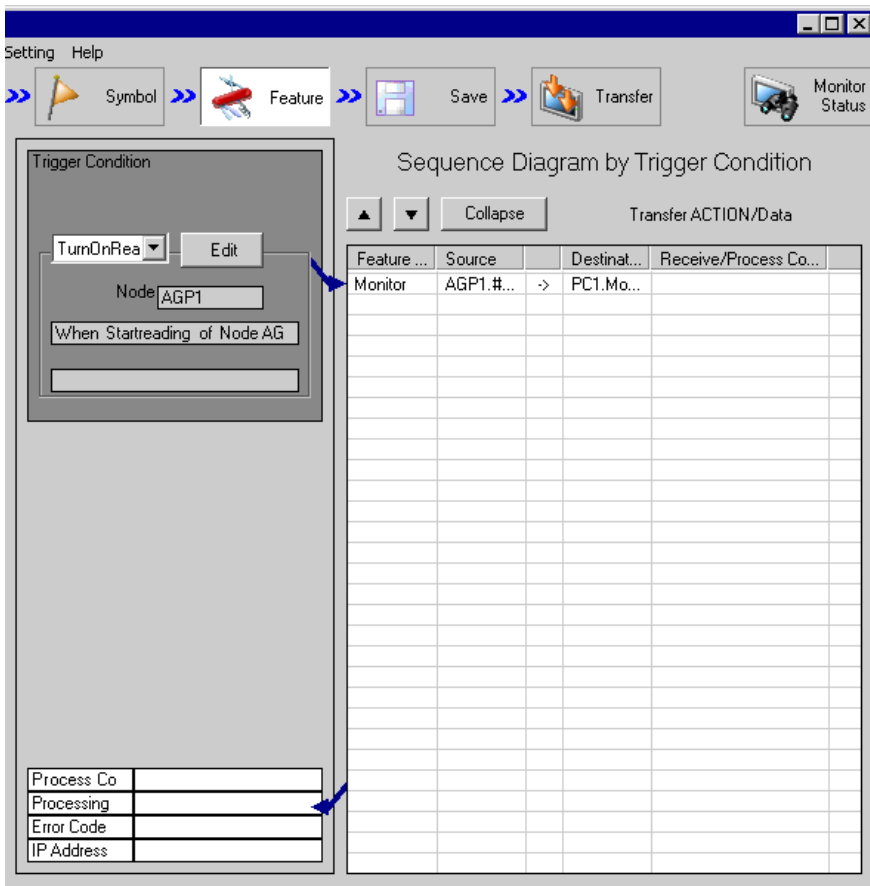 Setting Help
Symbol Feature Save Transfer Monitor Status
Trigger Condition
Sequence Diagram by Trigger Condition
Collapse Transfer ACTION/Data
TurnOnRea Edit
Feature ... Source Destinat... Receive/Process Co...
Monitor AGP1.#... -> PC1.Mo...
Node AGP1
When Startreading of Node AG
Process Co
Processing
Error Code
IP Address